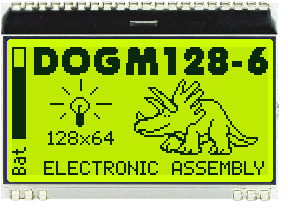 DOGM128-6
128x64
Bat
ELECTRONIC ASSEMBLY